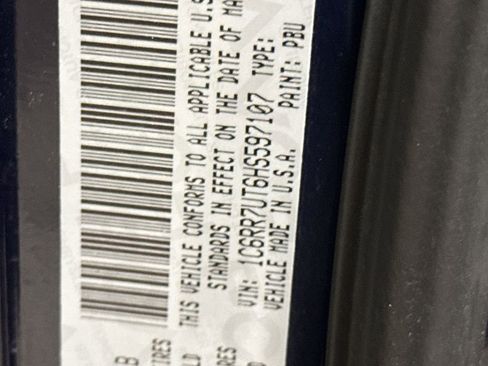 THIS VEHICLE CONFORMS TO ALL APPLICABLE U.S
STANDARDS IN EFFECT ON THE DATE OF MA
VIN: 1C6RR7UT6HS597107 TYPE:
VEHICLE MADE IN U.S.A. PAINT: PBU